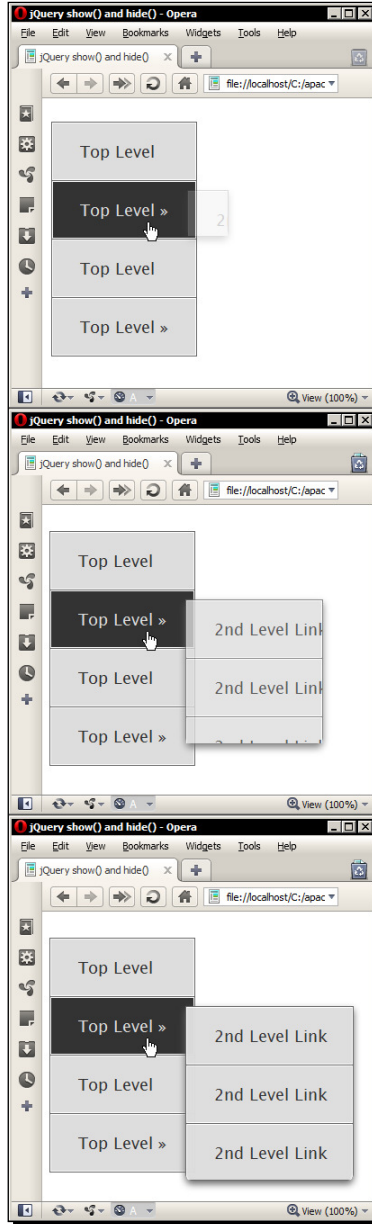 jQuery show() and hide() - Opera
File Edit View Bookmarks Widgets Tools Help
jQuery show() and hide() x
file://localhost/C:/apac
Top Level
Top Level »
2
Top Level
Top Level »
A
View (100%)
jQuery show() and hide() - Opera
File Edit View Bookmarks Widgets Tools Help
jQuery show() and hide() x
file://localhost/C:/apac
Top Level
Top Level »
2nd Level Link
Top Level
2nd Level Link
Top Level »
A
View (100%)
jQuery show() and hide() - Opera
File Edit View Bookmarks Widgets Tools Help
jQuery show() and hide() x
file://localhost/C:/apac
Top Level
Top Level »
2nd Level Link
Top Level
2nd Level Link
Top Level »
2nd Level Link
A
View (100%)